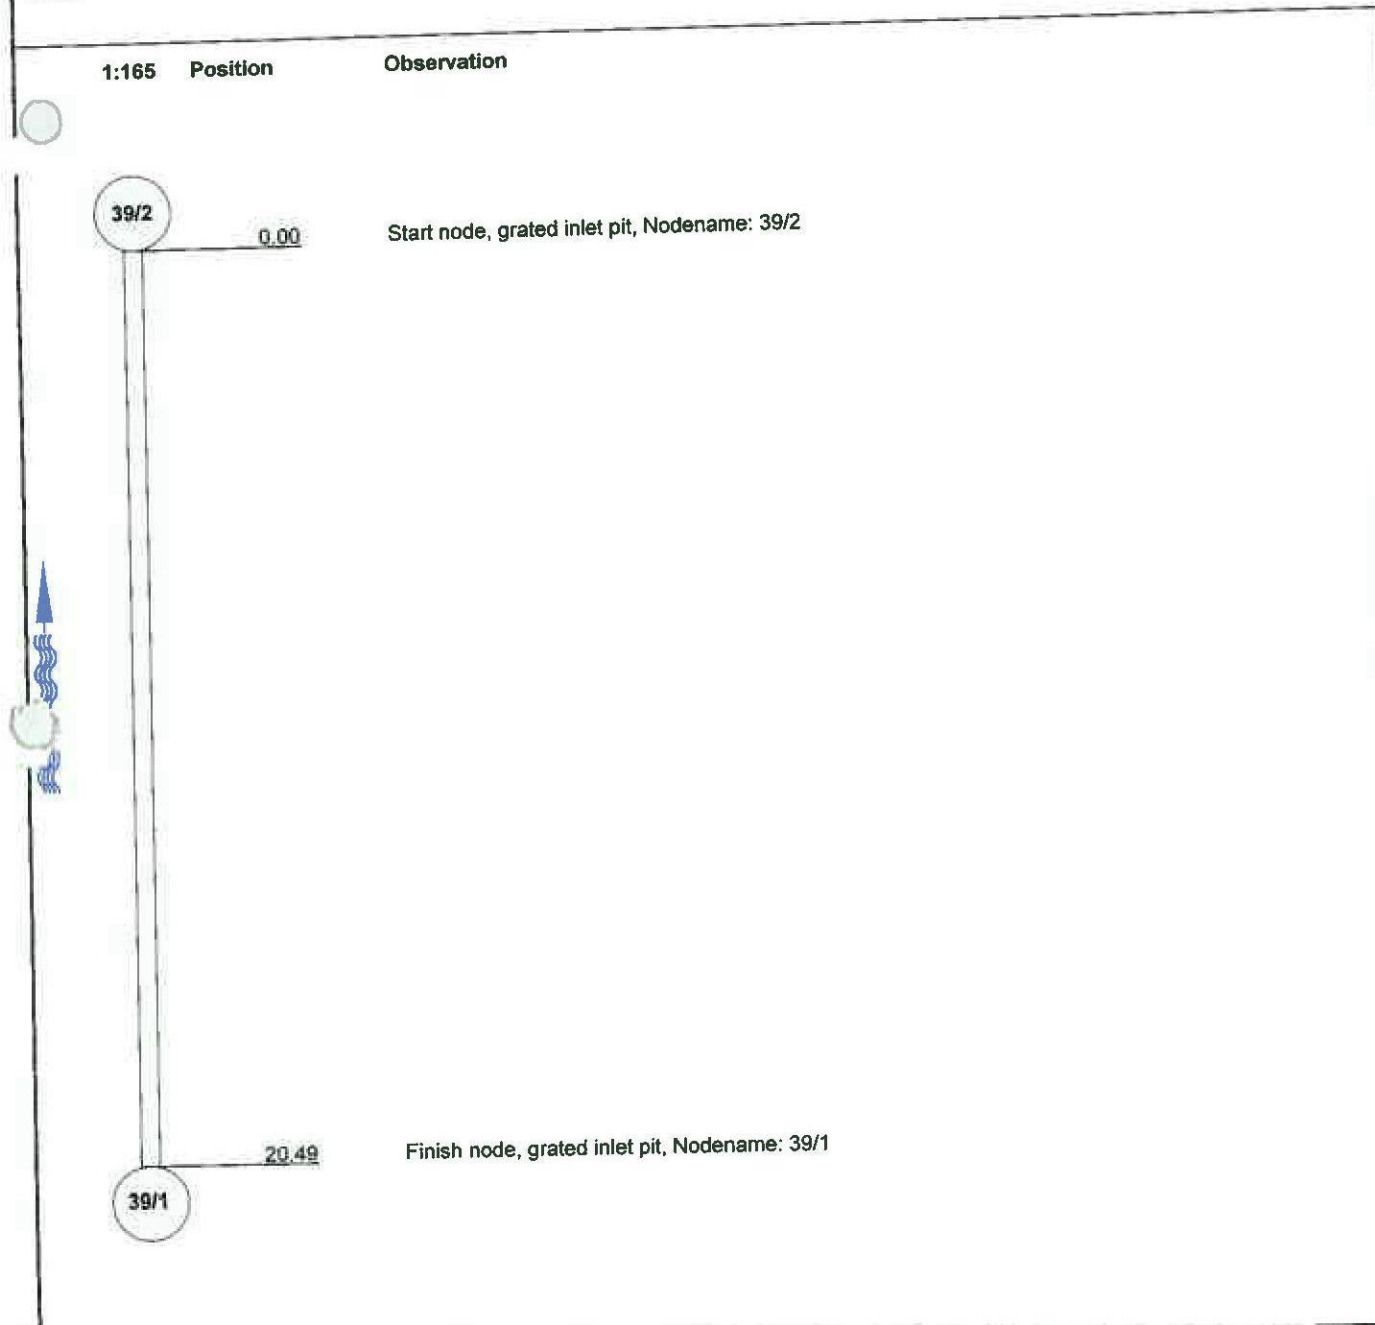 1:165 Position Observation
39/2
0.00 Start node, grated inlet pit, Nodename: 39/2
20.49 Finish node, grated inlet pit, Nodename: 39/1
39/1